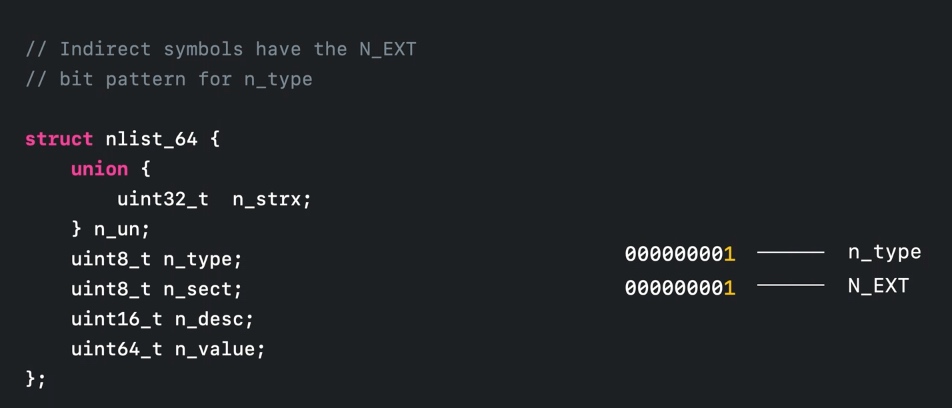 // Indirect symbols have the N_EXT
// bit pattern for n_type
struct nlist_64 {
union {
uint32_t  n_strx;
} n_un;
uint8_t n_type;
uint8_t n_sect;
uint16_t n_desc;
uint64_t n_value;
};
000000001 n_type
000000001 N_EXT